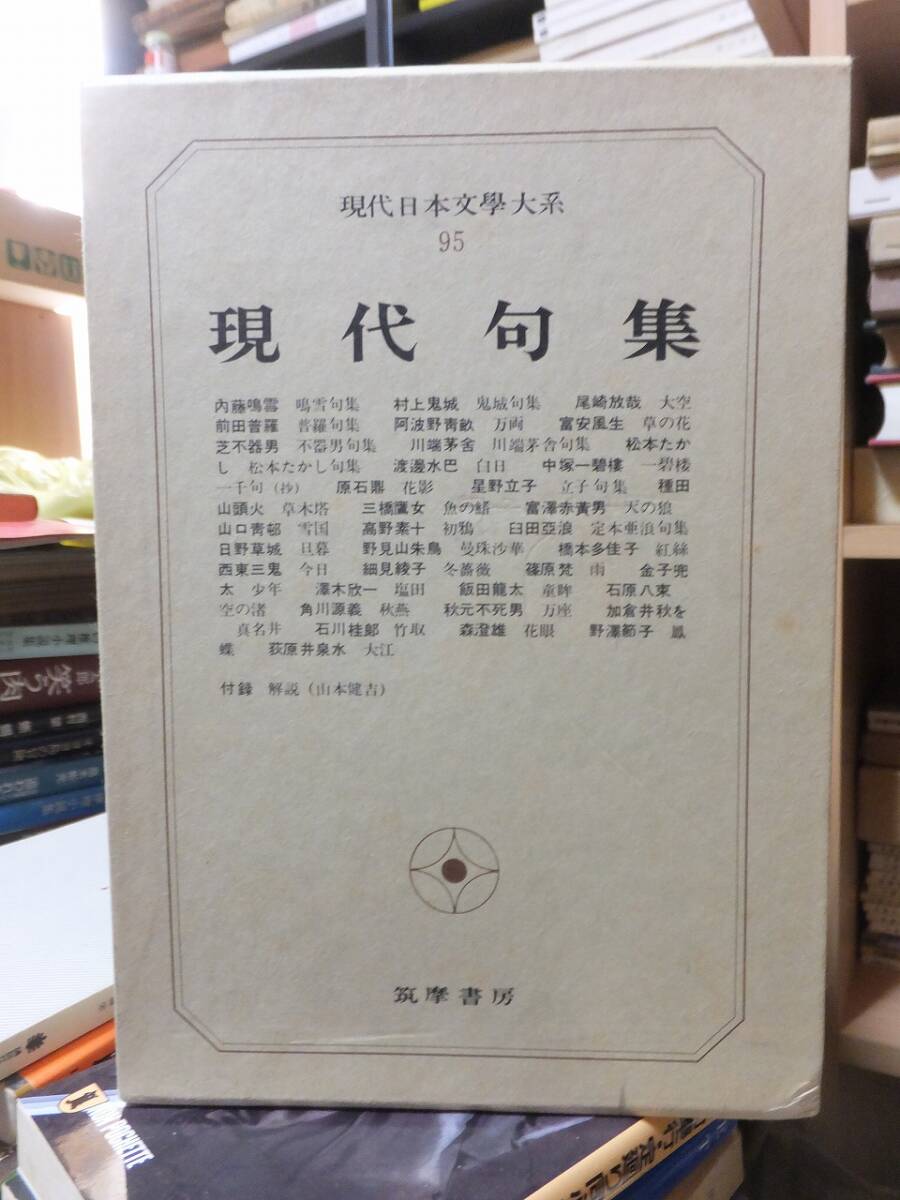 現代日本文學大系
95
現代句集
內藤鳴雪 鳴雪句集 村上鬼城 鬼城句集 尾崎放哉 大空
前田普羅 普羅句集 阿波野靑畝 万両 富安風生 草の花
芝不器男 不器男句集 川端茅舍 川端茅舍句集 松本たか
し 松本たかし句集 渡邊水巴 白日 中塚一碧樓 一碧楼
一千句(抄) 原石鼎 花影 星野立子 立子句集 種田
山頭火 草木塔 三橋鷹女 魚の鰭 富澤赤黃男 天の狼
山口靑邨 雪国 高野素十 初鴉 臼田亞浪 定本亜浪句集
日野草城 旦暮 野見山朱鳥 曼珠沙華 橋本多佳子 紅絲
西東三鬼 今日 細見綾子 冬薔薇 篠原梵 雨 金子兜
太 少年 澤木欣一 塩田 飯田龍太 童眸 石原八束
空の渚 角川源義 秋燕 秋元不死男 万座 加倉井秋を
真名井 石川桂郞 竹取 森澄雄 花眼 野澤節子 鳳
蝶 荻原井泉水 大江
付録 解説(山本健吉)
筑摩書房
POCHETTE